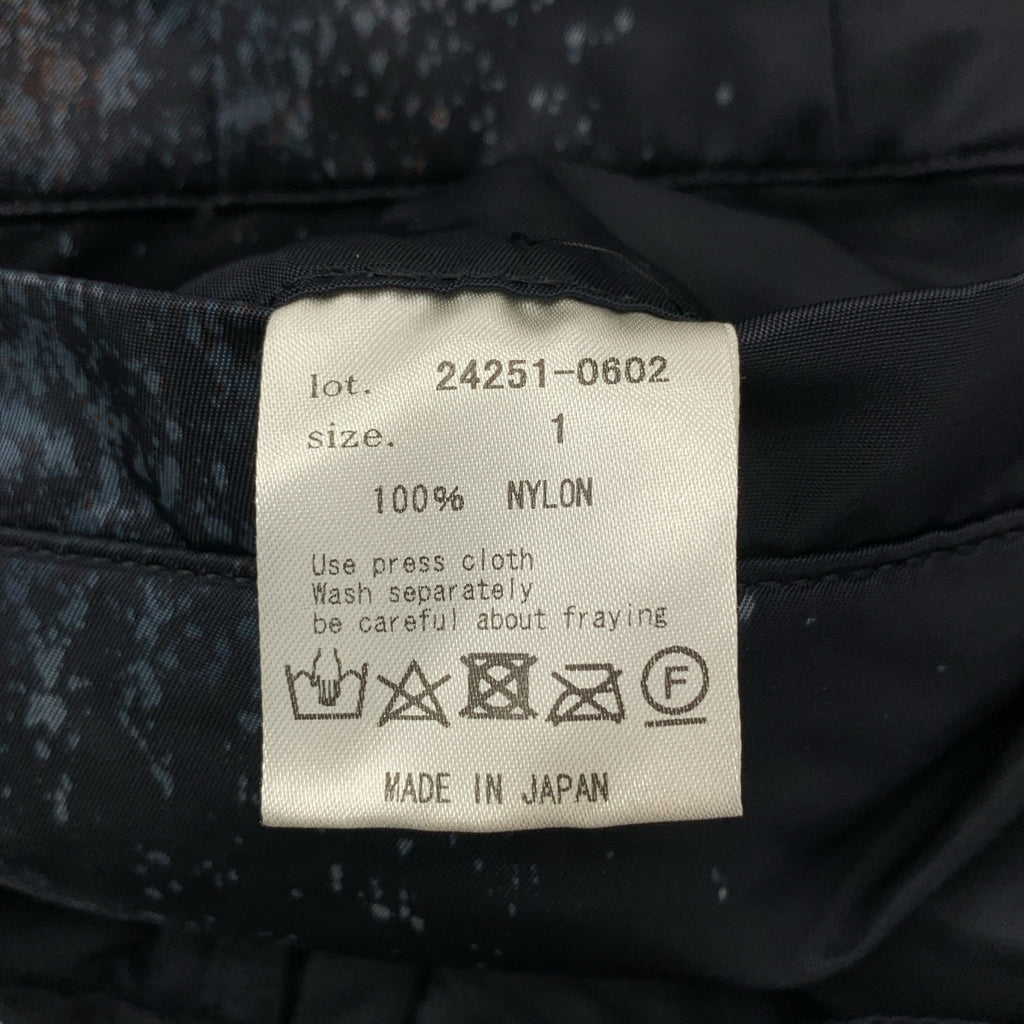 lot. 24251-0602
size. 1
100% NYLON
Use press cloth
Wash separately
be careful about fraying
F
MADE IN JAPAN